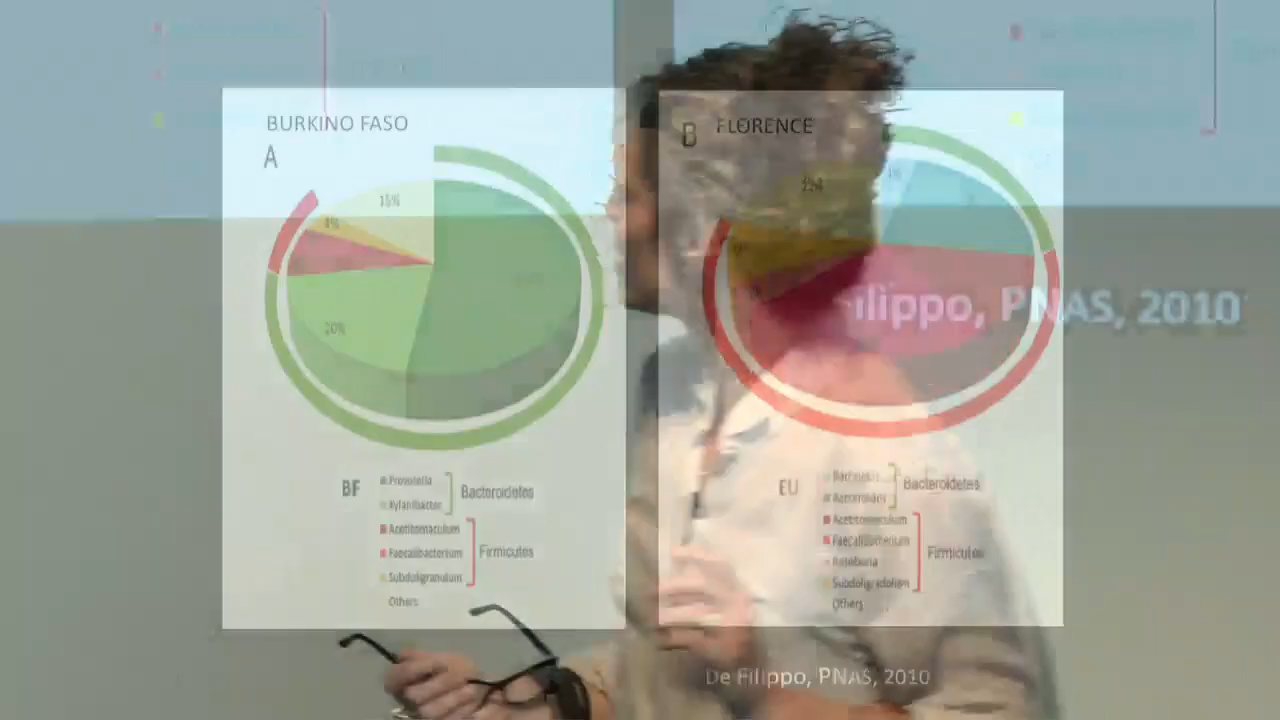 BURKINO FASO
A
15%
4%
20%
BF
Prevotella
Xylanibacter
Bacteroidetes
Acetitomaculum
Faecalibacterium
Firmicutes
Subdoligranulum
Others
B
FLORENCE
EU
Bacteroidetes
Acetitomaculum
Faecalibacterium
Roseburia
Firmicutes
Others
ilippo, PNAS, 2010
De Filippo, PNAS, 2010